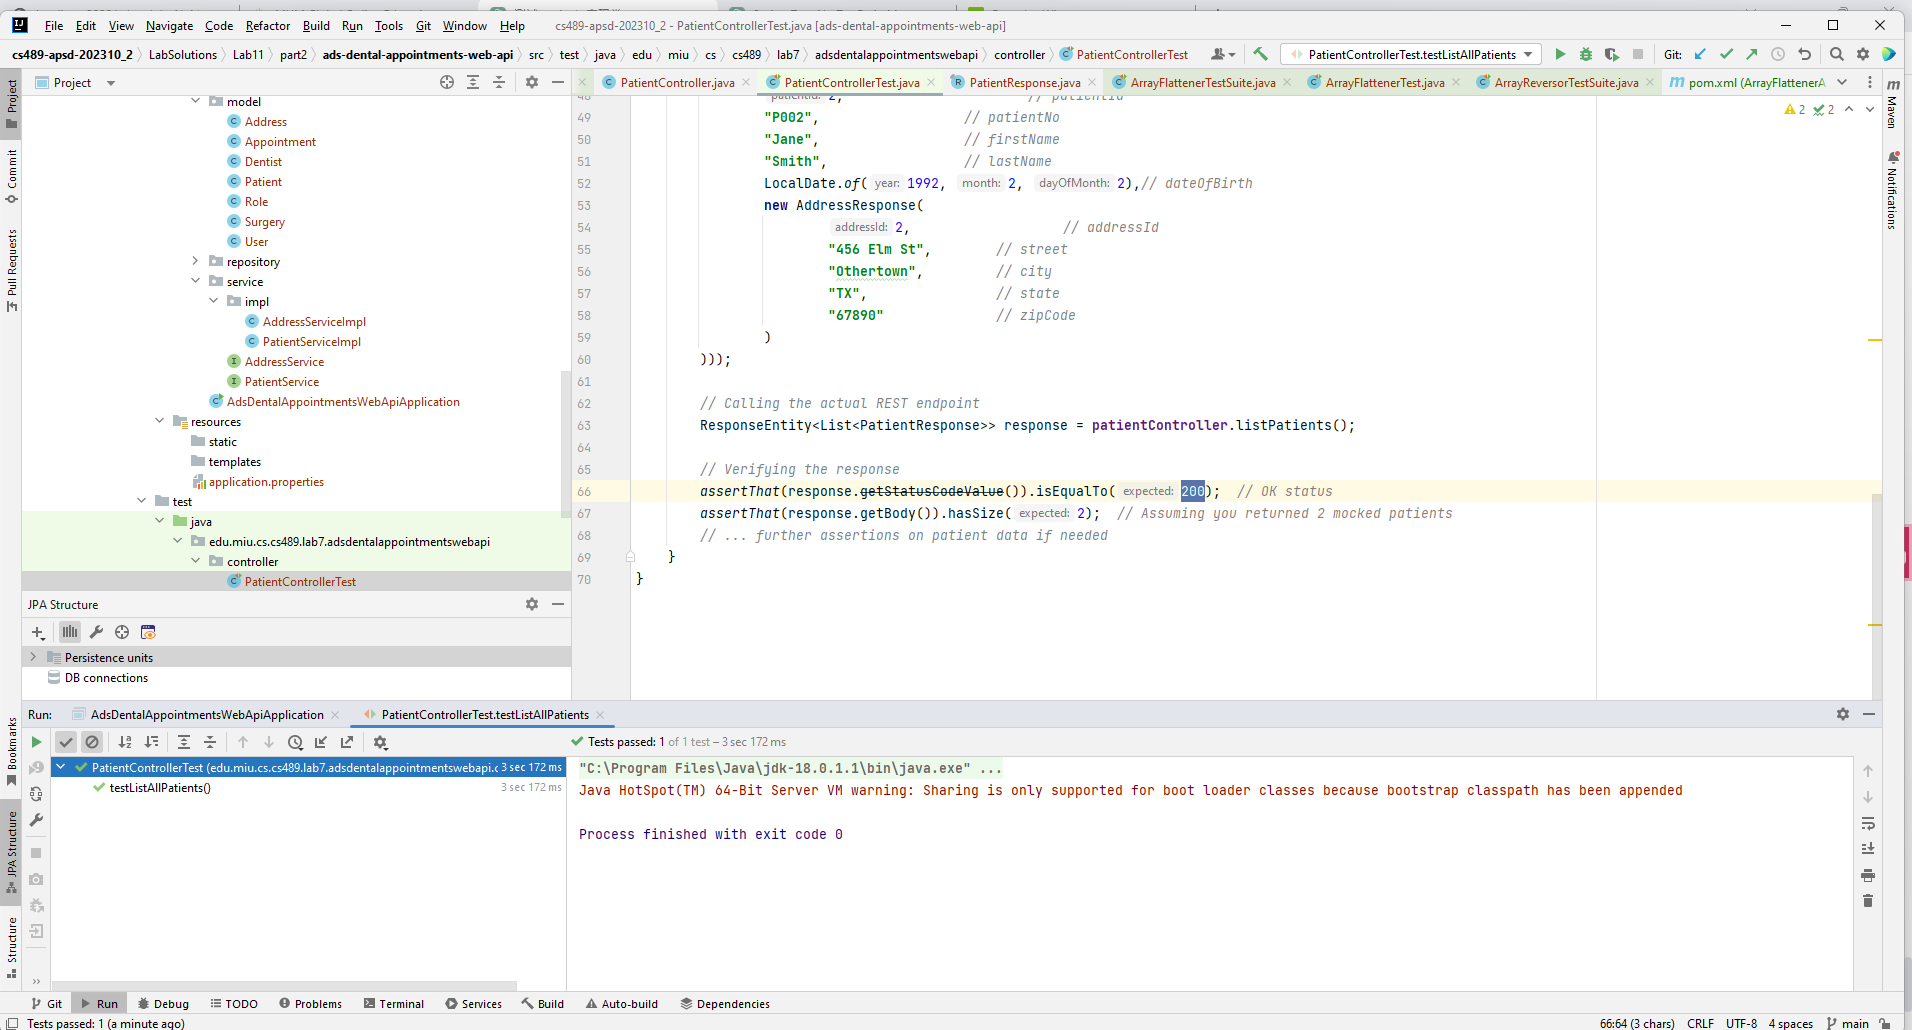 File Edit View Navigate Code Refactor Build Run Tools Git Window Help cs489-apsd-202310_2 - PatientControllerTest.java [ads-dental-appointments-web-api]
cs489-apsd-202310_2 LabSolutions Lab11 part2 ads-dental-appointments-web-api src test java edu miu cs cs489 lab7 adsdentalappointmentswebapi controller PatientControllerTest PatientControllerTest.testListAllPatients Git:
Project
PatientController.java PatientControllerTest.java PatientResponse.java ArrayFlattenerTestSuite.java ArrayFlattenerTest.java ArrayReversorTestSuite.java pom.xml (ArrayFlattenerA
Project
Commit
Pull Requests
Bookmarks
JPA Structure
Structure
model
Address
Appointment
Dentist
Patient
Role
Surgery
User
repository
service
impl
AddressServiceImpl
PatientServiceImpl
AddressService
PatientService
AdsDentalAppointmentsWebApiApplication
resources
static
templates
application.properties
test
java
edu.miu.cs.cs489.lab7.adsdentalappointmentswebapi
controller
PatientControllerTest
JPA Structure
Persistence units
DB connections
48 patientId: 2, // patientId
49 "P002", // patientNo
50 "Jane", // firstName
51 "Smith", // lastName
52 LocalDate.of( year: 1992, month: 2, dayOfMonth: 2),// dateOfBirth
53 new AddressResponse(
54 addressId: 2, // addressId
55 "456 Elm St", // street
56 "Othertown", // city
57 "TX", // state
58 "67890" // zipCode
59 )
60 )));
61
62 // Calling the actual REST endpoint
63 ResponseEntity<List<PatientResponse>> response = patientController.listPatients();
64
65 // Verifying the response
66 assertThat(response.getStatusCodeValue()).isEqualTo( expected: 200); // OK status
67 assertThat(response.getBody()).hasSize( expected: 2); // Assuming you returned 2 mocked patients
68 // ... further assertions on patient data if needed
69 }
70 }
2 2
Maven
Notifications
Run: AdsDentalAppointmentsWebApiApplication PatientControllerTest.testListAllPatients
Tests passed: 1 of 1 test – 3 sec 172 ms
PatientControllerTest (edu.miu.cs.cs489.lab7.adsdentalappointmentswebapi.c 3 sec 172 ms
testListAllPatients() 3 sec 172 ms
"C:\Program Files\Java\jdk-18.0.1.1\bin\java.exe" ...
Java HotSpot(TM) 64-Bit Server VM warning: Sharing is only supported for boot loader classes because bootstrap classpath has been appended
Process finished with exit code 0
Git Run Debug TODO Problems Terminal Services Build Auto-build Dependencies
Tests passed: 1 (a minute ago) 66:64 (3 chars) CRLF UTF-8 4 spaces main